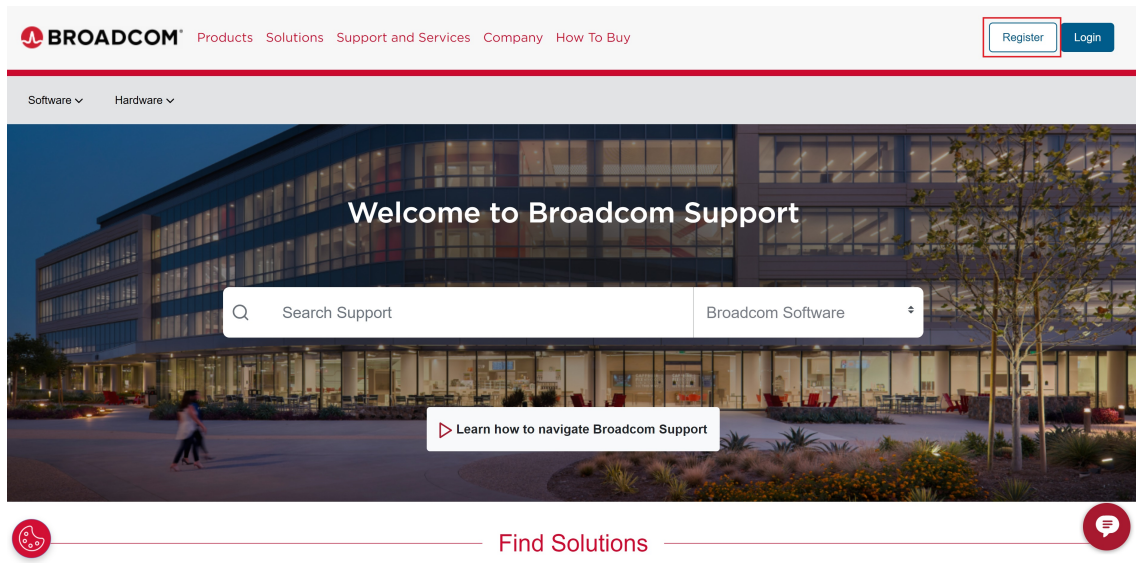 BROADCOM®
Products Solutions Support and Services Company How To Buy
Register Login
Software Hardware
Welcome to Broadcom Support
Search Support Broadcom Software
Learn how to navigate Broadcom Support
Find Solutions